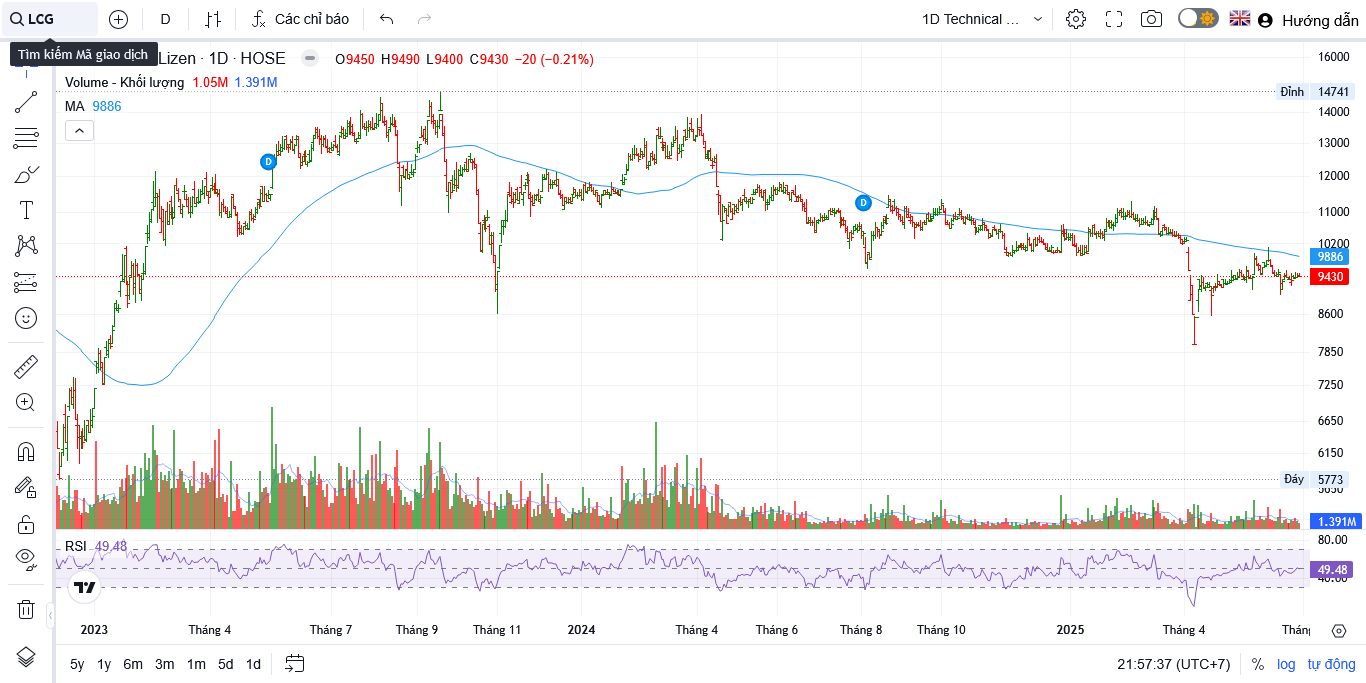 LCG
D
Các chỉ báo
1D Technical ...
Hướng dẫn
Tìm kiếm Mã giao dịch
Lizen · 1D · HOSE
O9450 H9490 L9400 C9430 −20 (−0.21%)
Volume - Khối lượng 1.05M 1.391M
MA 9886
16000
Đỉnh 14741
14000
13000
12000
11000
10200
9886
9430
8600
7850
7250
6650
6150
Đáy 5773
5650
1.391M
D
D
RSI 49.48
80.00
49.48
40.00
2023 Tháng 4 Tháng 7 Tháng 9 Tháng 11 2024 Tháng 4 Tháng 6 Tháng 8 Tháng 10 2025 Tháng 4 Thán
5y 1y 6m 3m 1m 5d 1d
21:57:37 (UTC+7) % log tự động